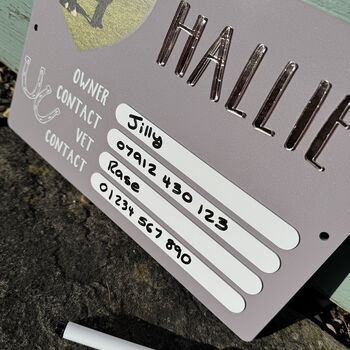 HALLIE
OWNER
CONTACT
VET
CONTACT
Jilly
07912 430 123
Rase
01234 567 890